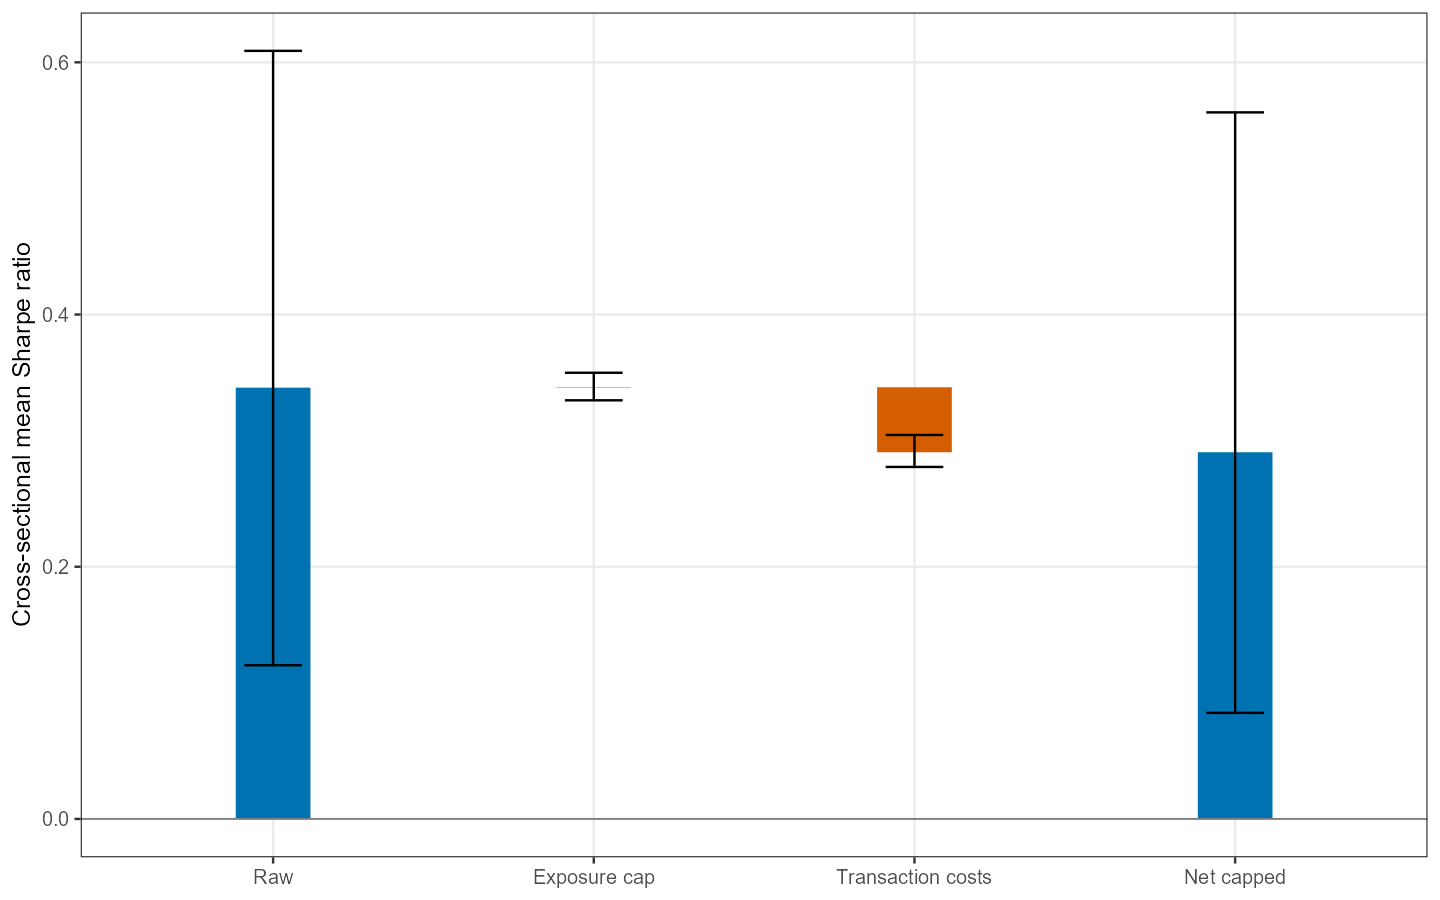 Cross-sectional mean Sharpe ratio
0.6
0.4
0.2
0.0
Raw
Exposure cap
Transaction costs
Net capped